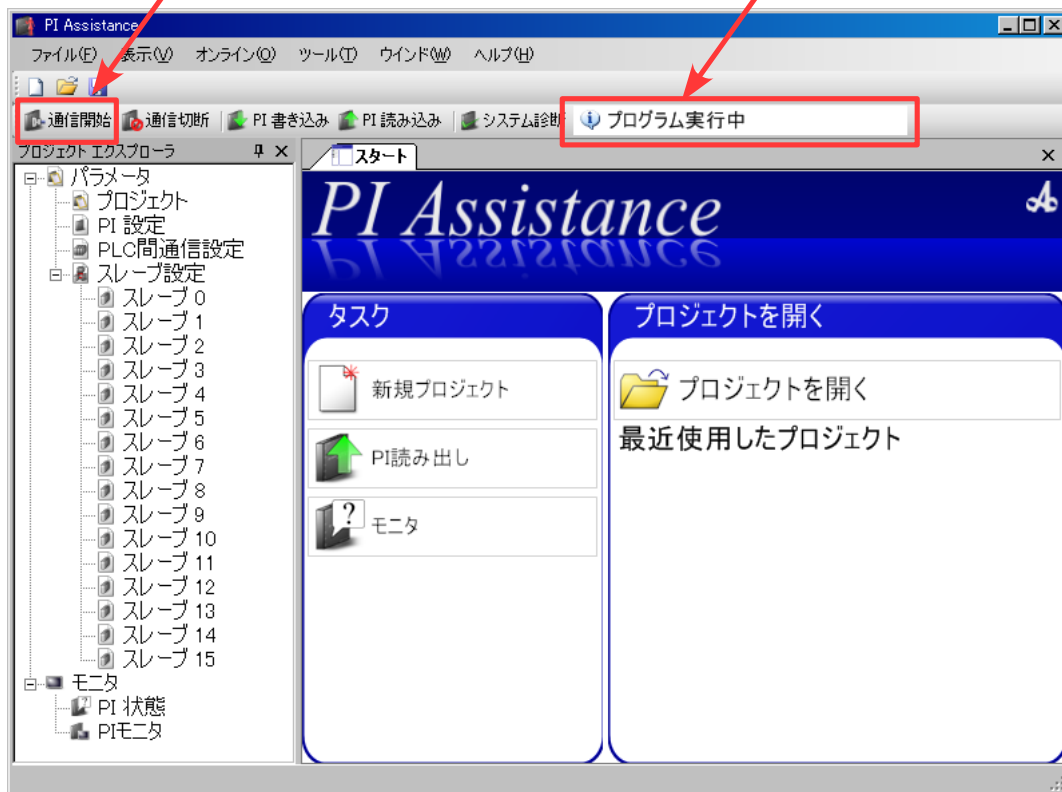 PI Assistance
ファイル(F) 表示(V) オンライン(O) ツール(T) ウインド(W) ヘルプ(H)
通信開始 通信切断 PI 書き込み PI 読み込み システム診断 プログラム実行中
プロジェクト エクスプローラ
スタート
パラメータ
プロジェクト
PI 設定
PLC間通信設定
スレーブ設定
スレーブ 0
スレーブ 1
スレーブ 2
スレーブ 3
スレーブ 4
スレーブ 5
スレーブ 6
スレーブ 7
スレーブ 8
スレーブ 9
スレーブ 10
スレーブ 11
スレーブ 12
スレーブ 13
スレーブ 14
スレーブ 15
モニタ
PI 状態
PIモニタ
PI Assistance
タスク
新規プロジェクト
PI読み出し
モニタ
プロジェクトを開く
プロジェクトを開く
最近使用したプロジェクト